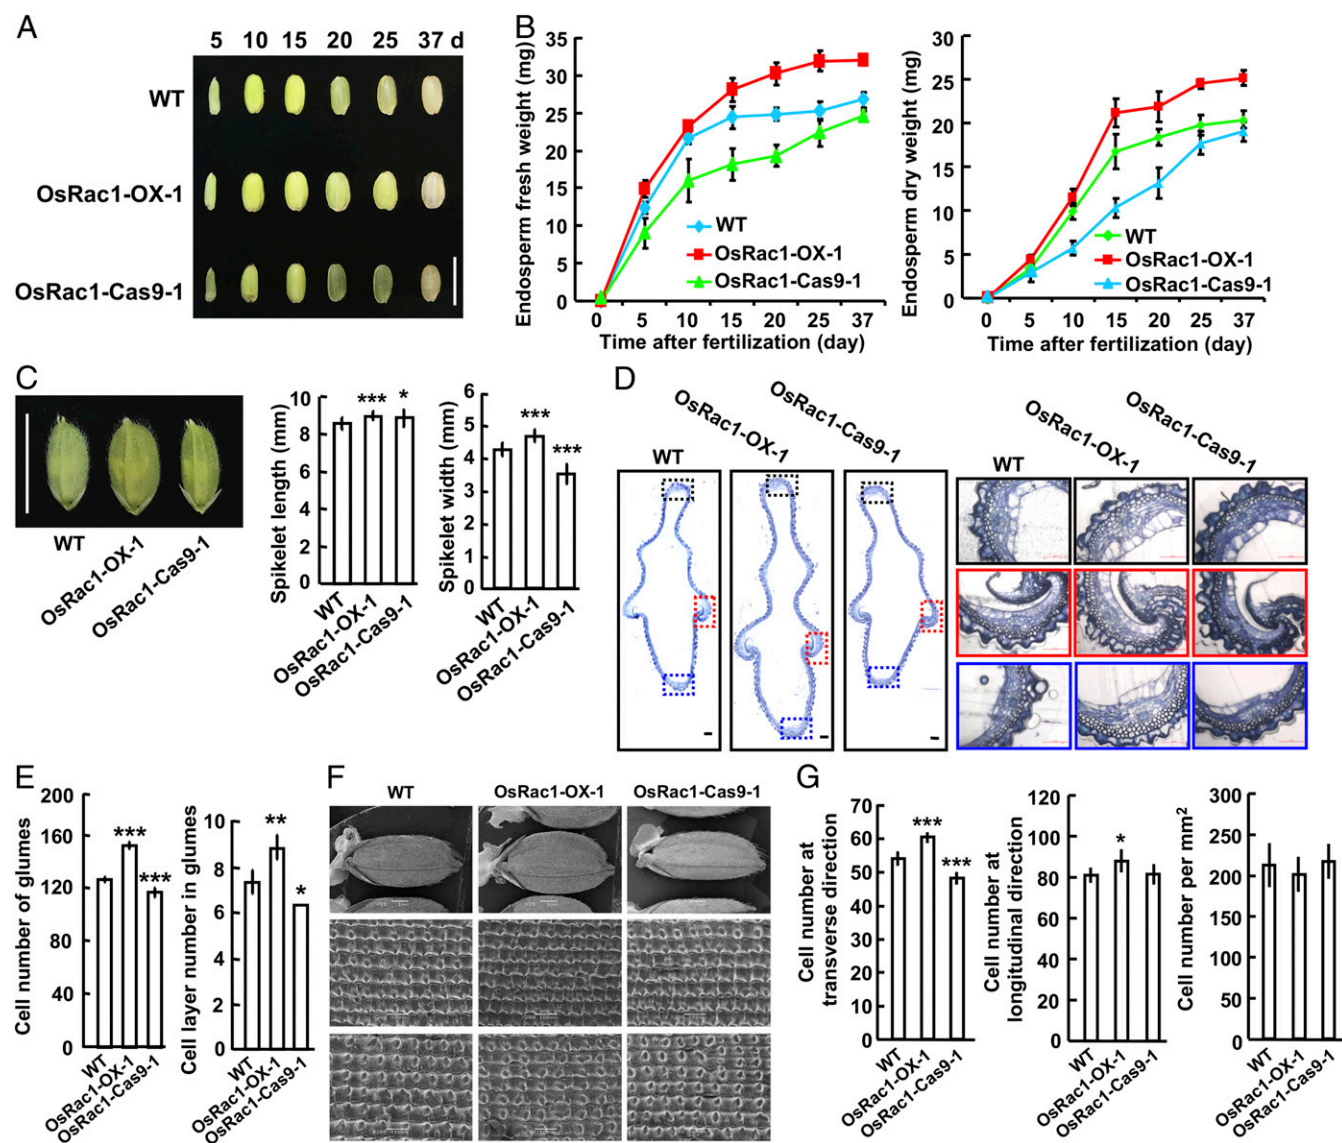 A
5 10 15 20 25 37 d
WT
OsRac1-OX-1
OsRac1-Cas9-1
B
Endosperm fresh weight (mg)
35
30
25
20
15
10
5
0
WT
OsRac1-OX-1
OsRac1-Cas9-1
0 5 10 15 20 25 37
Time after fertilization (day)
Endosperm dry weight (mg)
30
25
20
15
10
5
0
WT
OsRac1-OX-1
OsRac1-Cas9-1
0 5 10 15 20 25 37
Time after fertilization (day)
C
WT
OsRac1-OX-1
OsRac1-Cas9-1
Spikelet length (mm)
10
8
6
4
2
0
*** *
WT
OsRac1-OX-1
OsRac1-Cas9-1
Spikelet width (mm)
6
5
4
3
2
1
0
***
***
WT
OsRac1-OX-1
OsRac1-Cas9-1
D
WT
OsRac1-OX-1
OsRac1-Cas9-1
WT
OsRac1-OX-1
OsRac1-Cas9-1
E
Cell number of glumes
200
160
120
80
40
0
***
***
WT
OsRac1-OX-1
OsRac1-Cas9-1
Cell layer number in glumes
10
8
6
4
2
0
**
*
WT
OsRac1-OX-1
OsRac1-Cas9-1
F
WT OsRac1-OX-1 OsRac1-Cas9-1
G
Cell number at
transverse direction
70
60
50
40
30
20
10
0
***
***
WT
OsRac1-OX-1
OsRac1-Cas9-1
Cell number at
longitudinal direction
120
100
80
60
40
20
0
*
WT
OsRac1-OX-1
OsRac1-Cas9-1
Cell number per mm²
300
250
200
150
100
50
0
WT
OsRac1-OX-1
OsRac1-Cas9-1